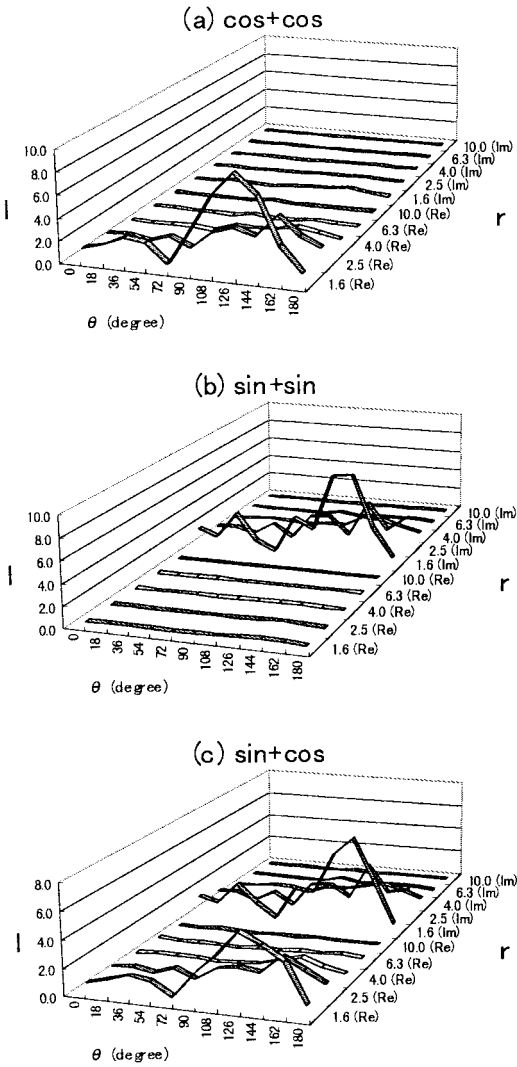 (a) cos+cos
10.0
8.0
6.0
4.0
2.0
0.0
I
0
18
36
54
72
90
108
126
144
162
180
θ (degree)
10.0 (Im)
6.3 (Im)
4.0 (Im)
2.5 (Im)
1.6 (Im)
10.0 (Re)
6.3 (Re)
4.0 (Re)
2.5 (Re)
1.6 (Re)
r
(b) sin+sin
10.0
8.0
6.0
4.0
2.0
0.0
I
0
18
36
54
72
90
108
126
144
162
180
θ (degree)
10.0 (Im)
6.3 (Im)
4.0 (Im)
2.5 (Im)
1.6 (Im)
10.0 (Re)
6.3 (Re)
4.0 (Re)
2.5 (Re)
1.6 (Re)
r
(c) sin+cos
8.0
6.0
4.0
2.0
0.0
I
0
18
36
54
72
90
108
126
144
162
180
θ (degree)
10.0 (Im)
6.3 (Im)
4.0 (Im)
2.5 (Im)
1.6 (Im)
10.0 (Re)
6.3 (Re)
4.0 (Re)
2.5 (Re)
1.6 (Re)
r